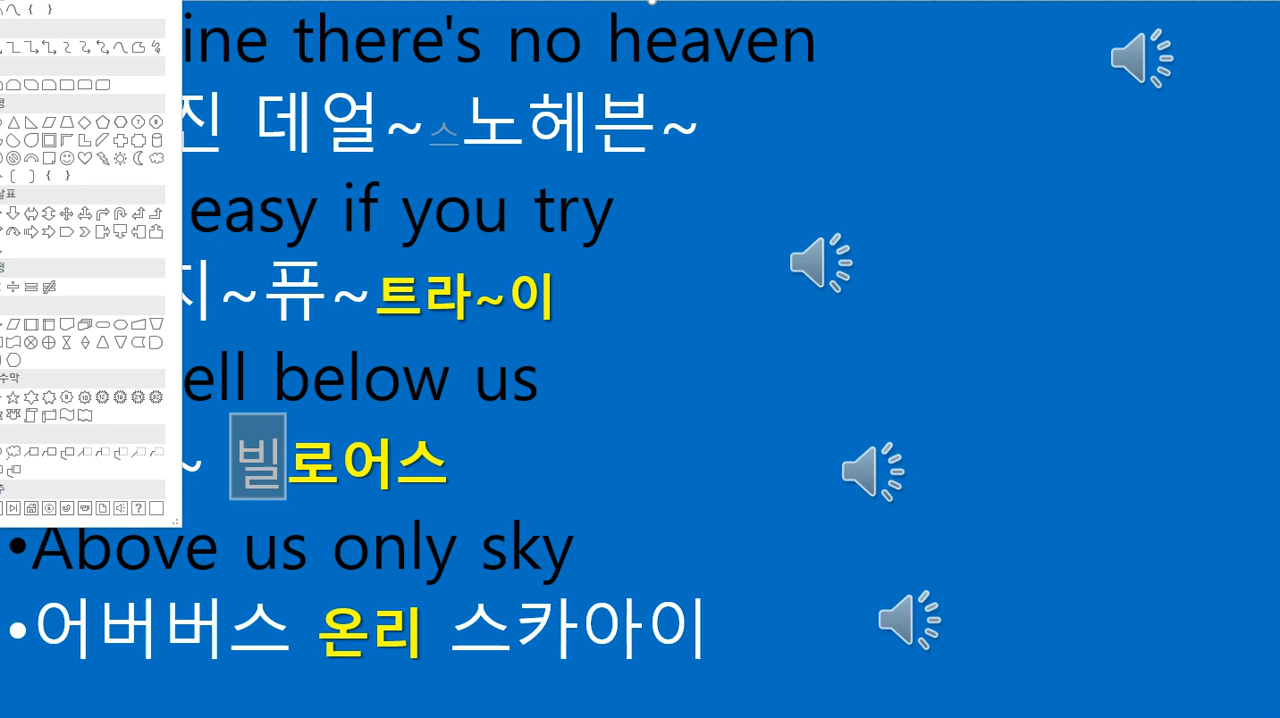 ine there's no heaven
진 데얼~스노헤븐~
easy if you try
지~퓨~트라~이
ell below us
~ 빌로어스
•Above us only sky
•어버버스 온리 스카아이